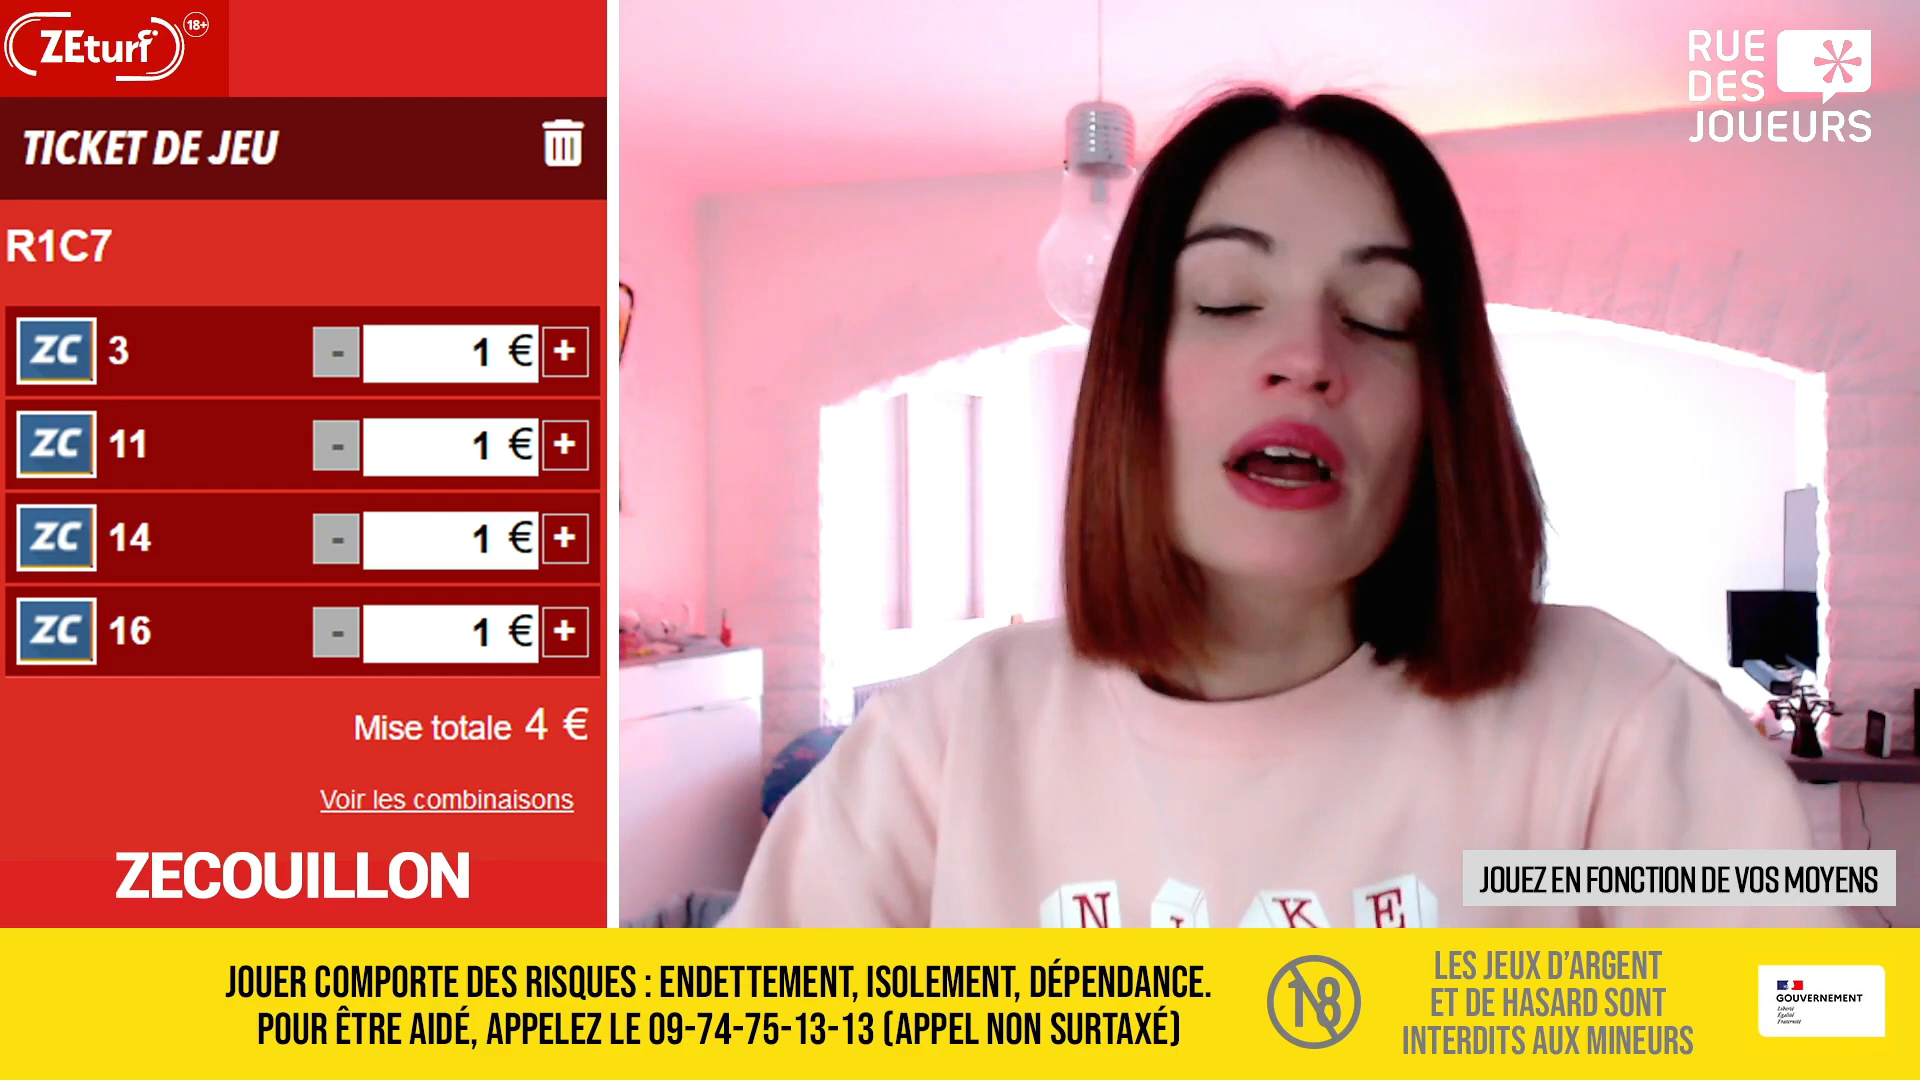 ZEturf 18+
TICKET DE JEU
R1C7
ZC 3 - 1 € +
ZC 11 - 1 € +
ZC 14 - 1 € +
ZC 16 - 1 € +
Mise totale 4 €
Voir les combinaisons
ZECOUILLON
RUE
DES
JOUEURS
N I K E
JOUEZ EN FONCTION DE VOS MOYENS
JOUER COMPORTE DES RISQUES : ENDETTEMENT, ISOLEMENT, DÉPENDANCE.
POUR ÊTRE AIDÉ, APPELEZ LE 09-74-75-13-13 (APPEL NON SURTAXÉ)
18
LES JEUX D'ARGENT
ET DE HASARD SONT
INTERDITS AUX MINEURS
GOUVERNEMENT
Liberté
Égalité
Fraternité